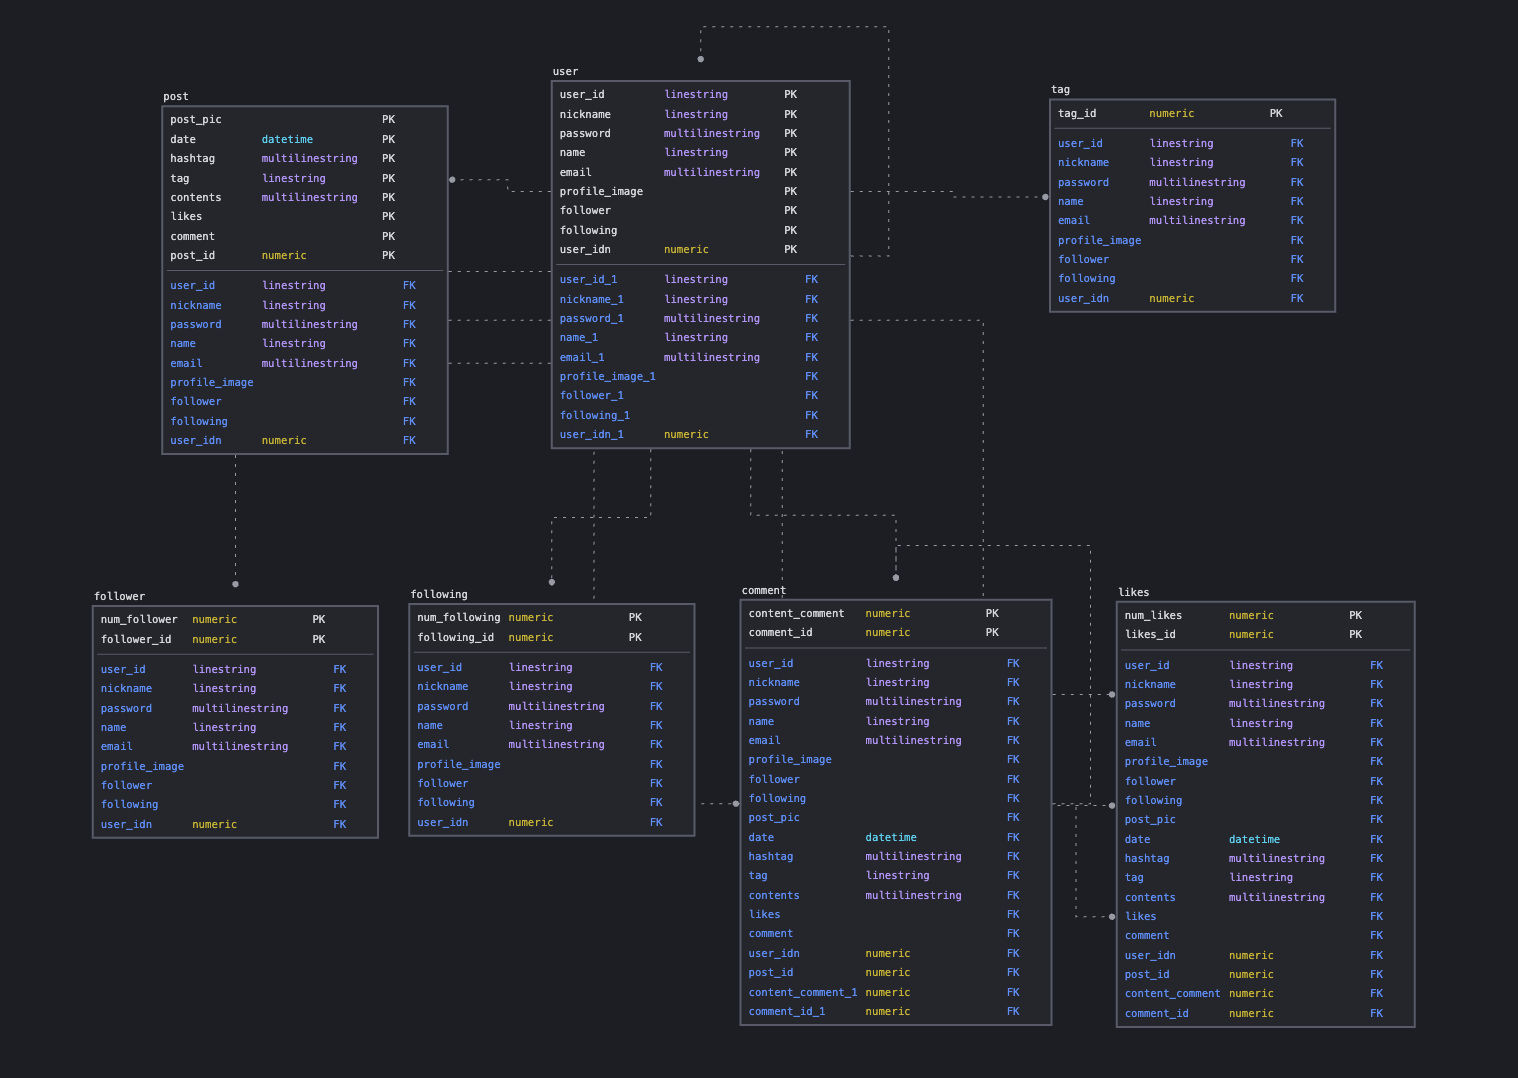 post
post_pic PK
date datetime PK
hashtag multilinestring PK
tag linestring PK
contents multilinestring PK
likes PK
comment PK
post_id numeric PK
user_id linestring FK
nickname linestring FK
password multilinestring FK
name linestring FK
email multilinestring FK
profile_image FK
follower FK
following FK
user_idn numeric FK
user
user_id linestring PK
nickname linestring PK
password multilinestring PK
name linestring PK
email multilinestring PK
profile_image PK
follower PK
following PK
user_idn numeric PK
user_id_1 linestring FK
nickname_1 linestring FK
password_1 multilinestring FK
name_1 linestring FK
email_1 multilinestring FK
profile_image_1 FK
follower_1 FK
following_1 FK
user_idn_1 numeric FK
tag
tag_id numeric PK
user_id linestring FK
nickname linestring FK
password multilinestring FK
name linestring FK
email multilinestring FK
profile_image FK
follower FK
following FK
user_idn numeric FK
follower
num_follower numeric PK
follower_id numeric PK
user_id linestring FK
nickname linestring FK
password multilinestring FK
name linestring FK
email multilinestring FK
profile_image FK
follower FK
following FK
user_idn numeric FK
following
num_following numeric PK
following_id numeric PK
user_id linestring FK
nickname linestring FK
password multilinestring FK
name linestring FK
email multilinestring FK
profile_image FK
follower FK
following FK
user_idn numeric FK
comment
content_comment numeric PK
comment_id numeric PK
user_id linestring FK
nickname linestring FK
password multilinestring FK
name linestring FK
email multilinestring FK
profile_image FK
follower FK
following FK
post_pic FK
date datetime FK
hashtag multilinestring FK
tag linestring FK
contents multilinestring FK
likes FK
comment FK
user_idn numeric FK
post_id numeric FK
content_comment_1 numeric FK
comment_id_1 numeric FK
likes
num_likes numeric PK
likes_id numeric PK
user_id linestring FK
nickname linestring FK
password multilinestring FK
name linestring FK
email multilinestring FK
profile_image FK
follower FK
following FK
post_pic FK
date datetime FK
hashtag multilinestring FK
tag linestring FK
contents multilinestring FK
likes FK
comment FK
user_idn numeric FK
post_id numeric FK
content_comment numeric FK
comment_id numeric FK